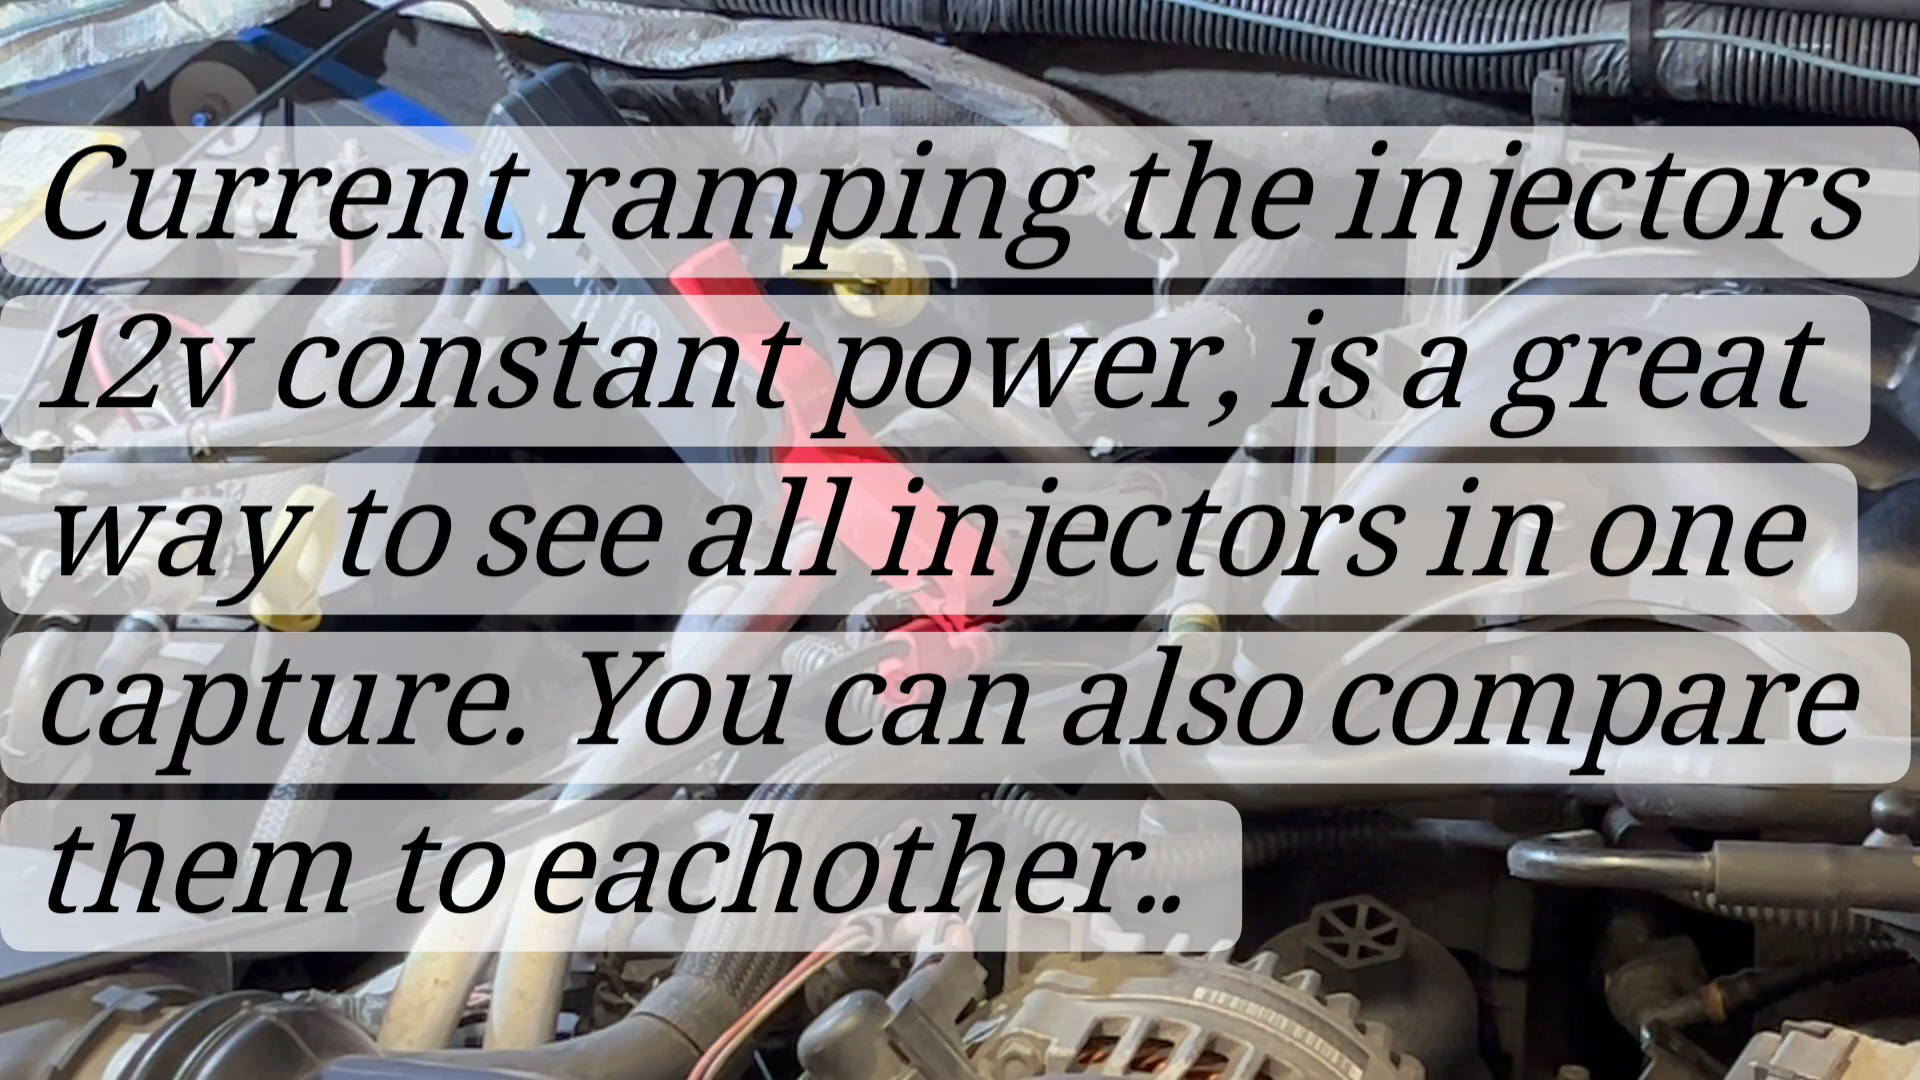 Current ramping the injectors
12v constant power, is a great
way to see all injectors in one
capture. You can also compare
them to eachother..